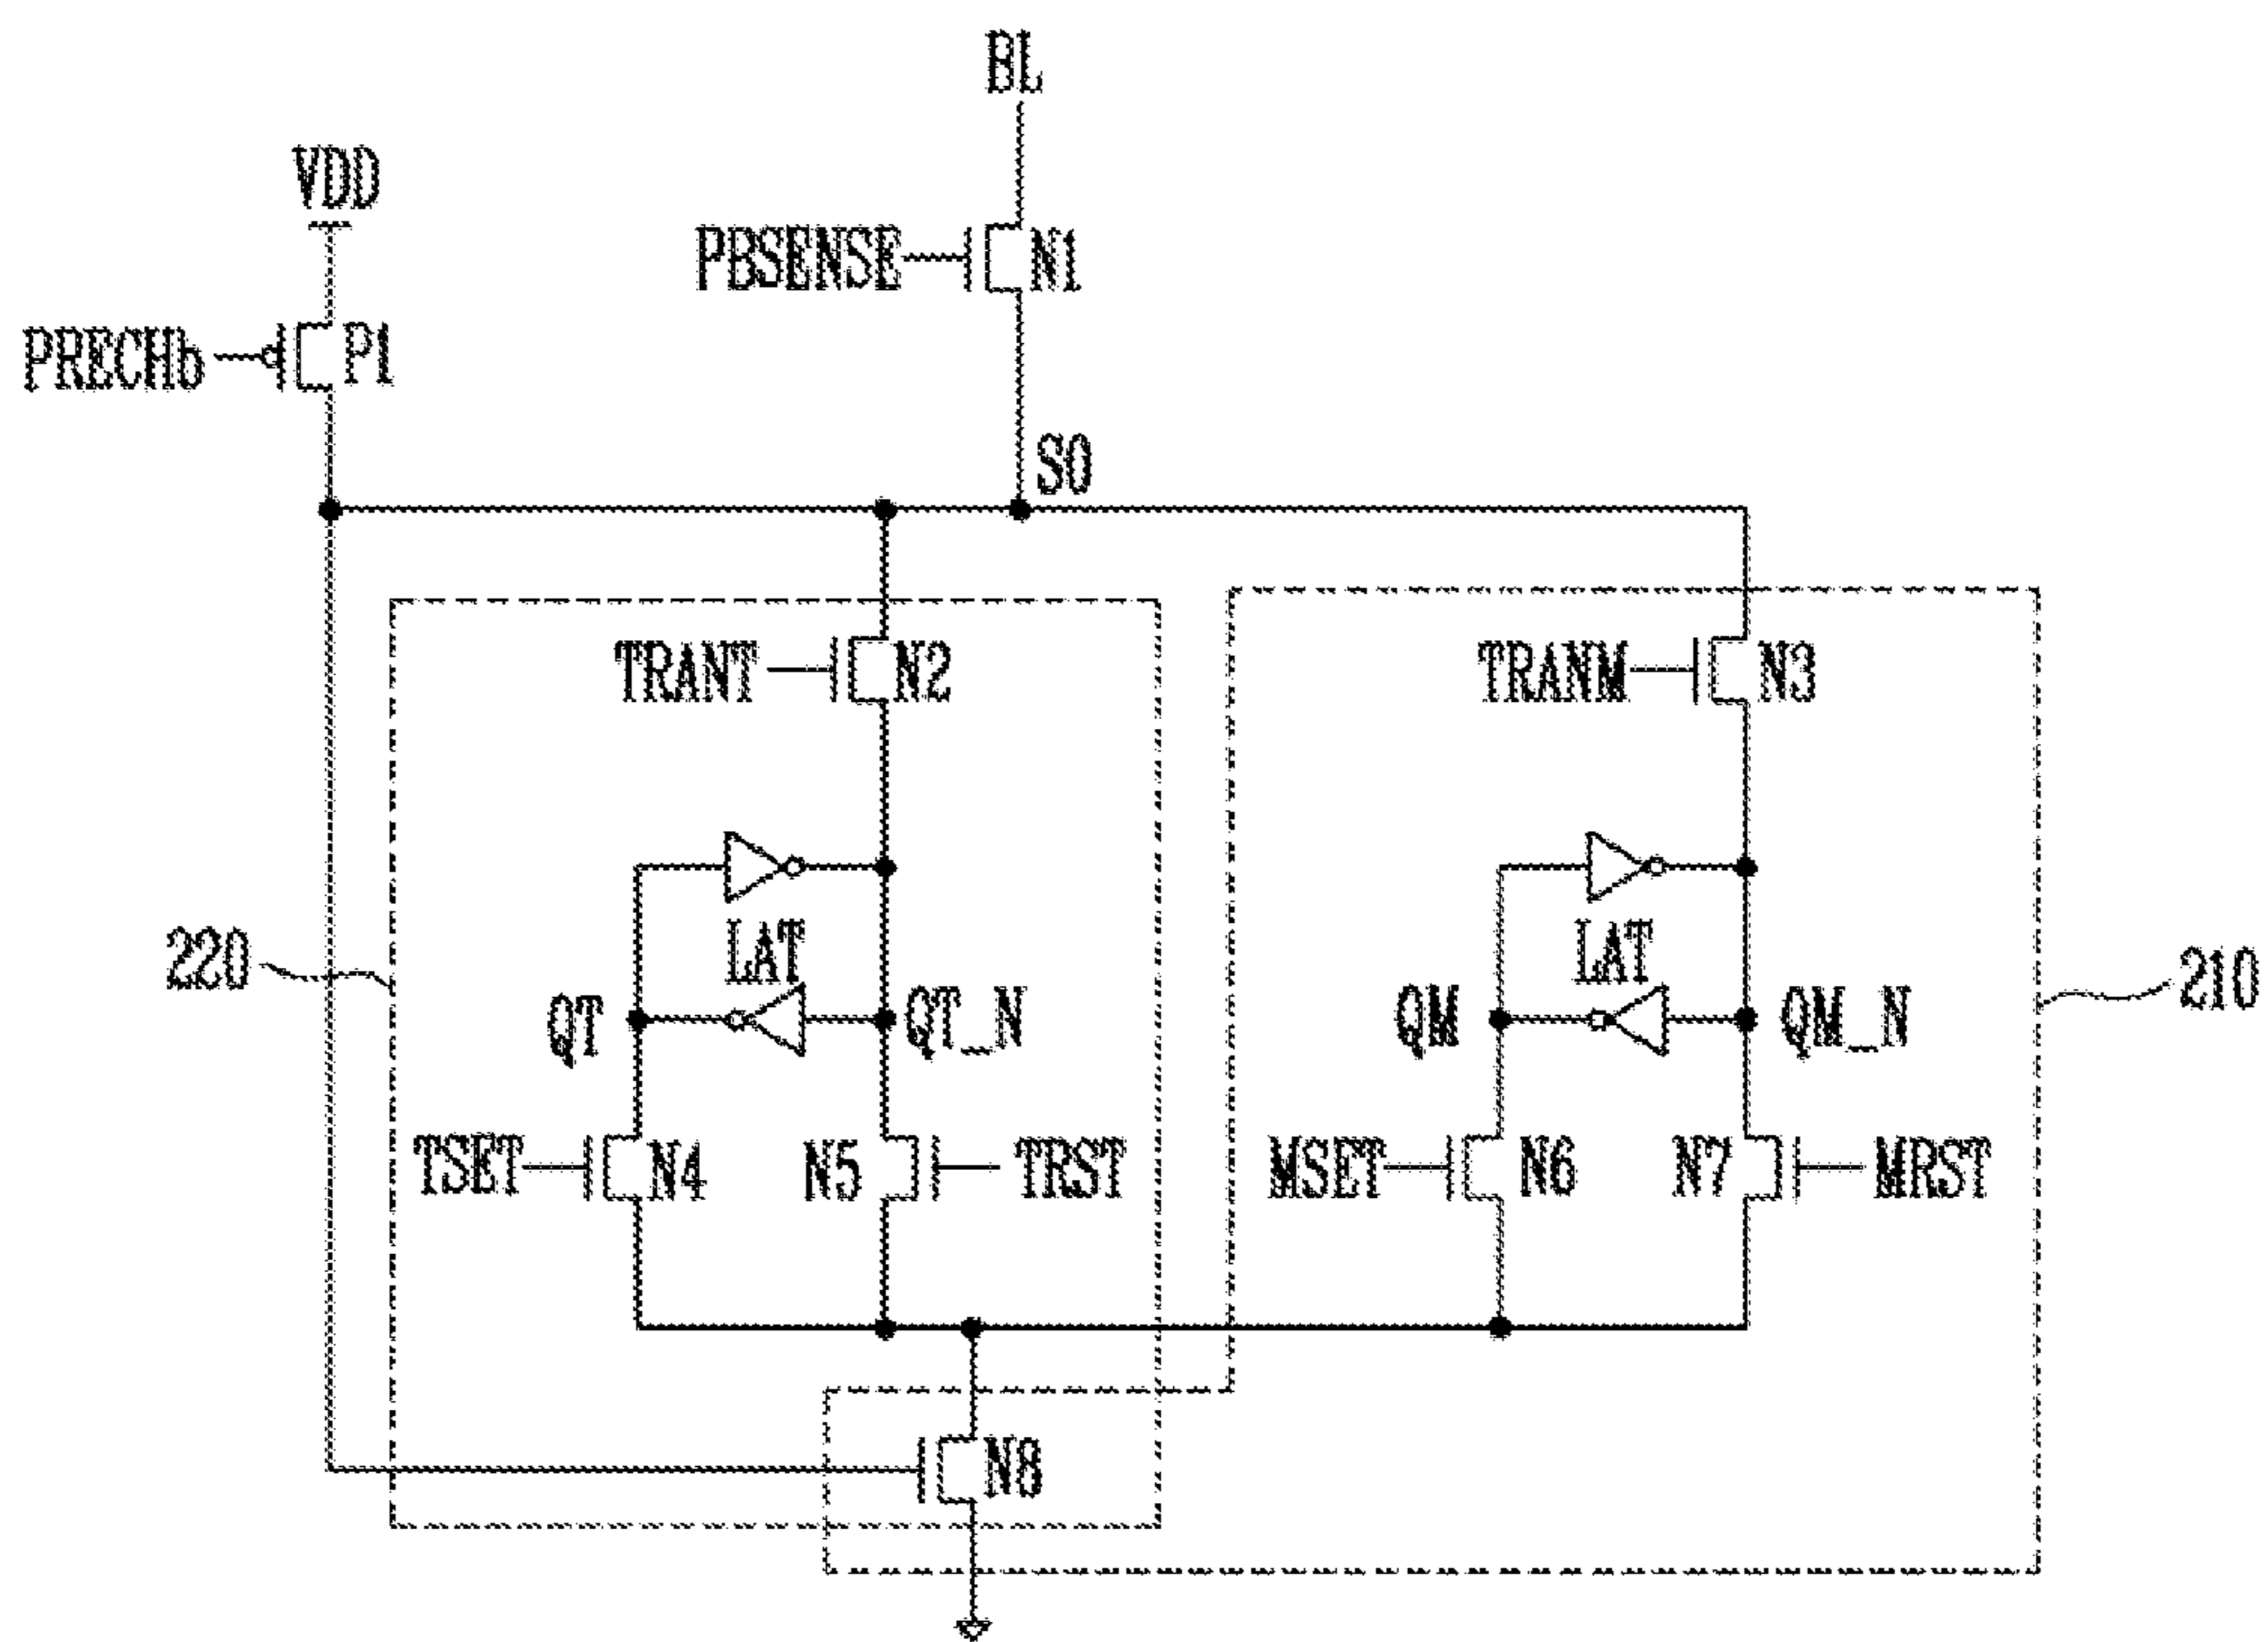 BL
VDD
PBSENSE
N1
PRECHb
P1
SO
TRANT
N2
TRANM
N3
LAT
LAT
220
QT
QT_N
QM
QM_N
210
TSET
N4
N5
TRST
MSET
N6
N7
MRST
N8